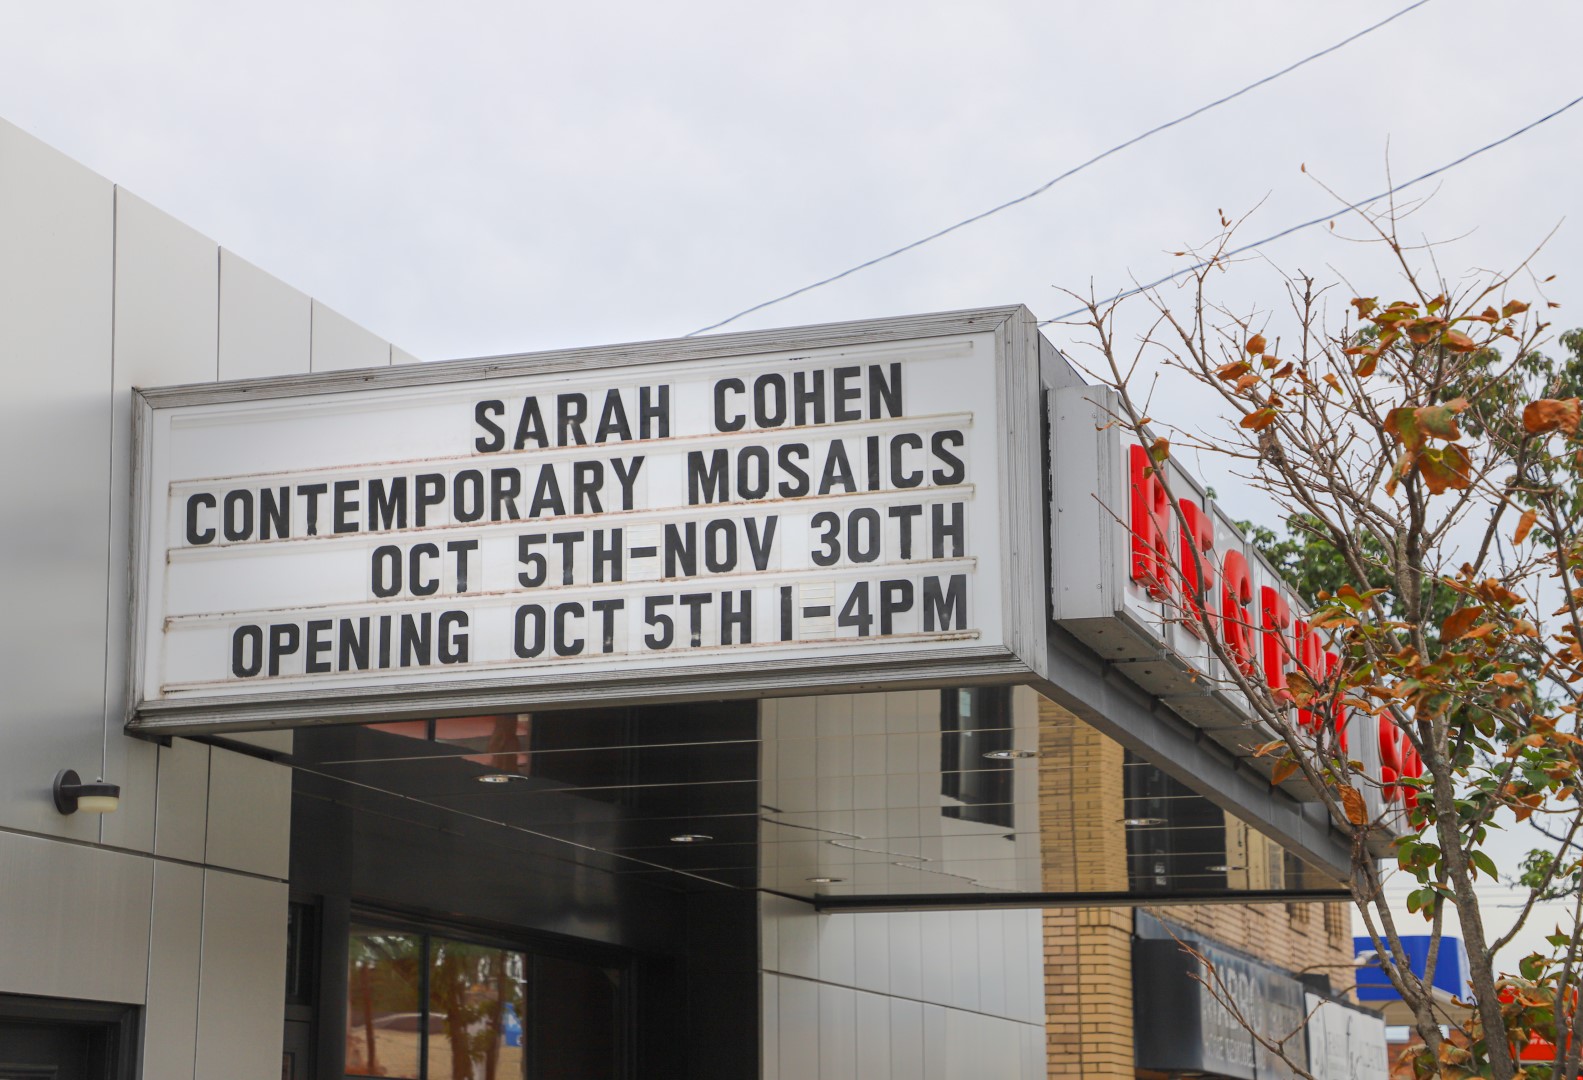 SARAH COHEN
CONTEMPORARY MOSAICS
OCT 5TH-NOV 30TH
OPENING OCT 5TH 1-4PM